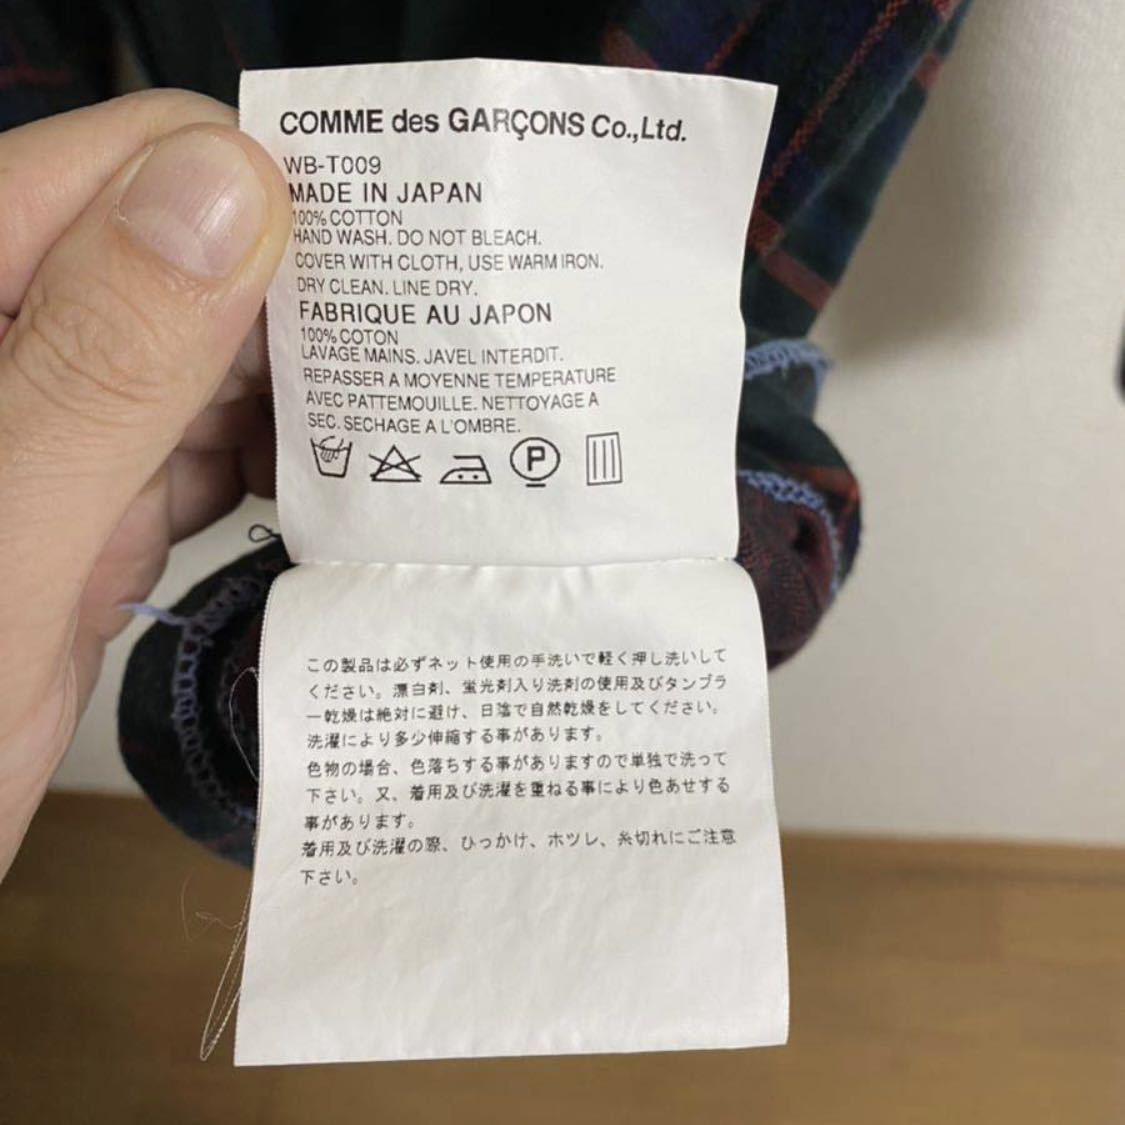 COMME des GARÇONS Co.,Ltd.
WB-T009
MADE IN JAPAN
100% COTTON
HAND WASH. DO NOT BLEACH.
COVER WITH CLOTH, USE WARM IRON.
DRY CLEAN. LINE DRY.
FABRIQUE AU JAPON
100% COTON
LAVAGE MAINS. JAVEL INTERDIT.
REPASSER A MOYENNE TEMPERATURE
AVEC PATTEMOUILLE. NETTOYAGE A
SEC. SECHAGE A L'OMBRE.
P
この製品は必ずネット使用の手洗いで軽く押し洗いして
ください。漂白剤、蛍光剤入り洗剤の使用及びタンブラ
ー乾燥は絶対に避け、日陰で自然乾燥をしてください。
洗濯により多少伸縮する事があります。
色物の場合、色落ちする事がありますので単独で洗って
下さい。又、着用及び洗濯を重ねる事により色あせする
事があります。
着用及び洗濯の際、ひっかけ、ホツレ、糸切れにご注意
下さい。